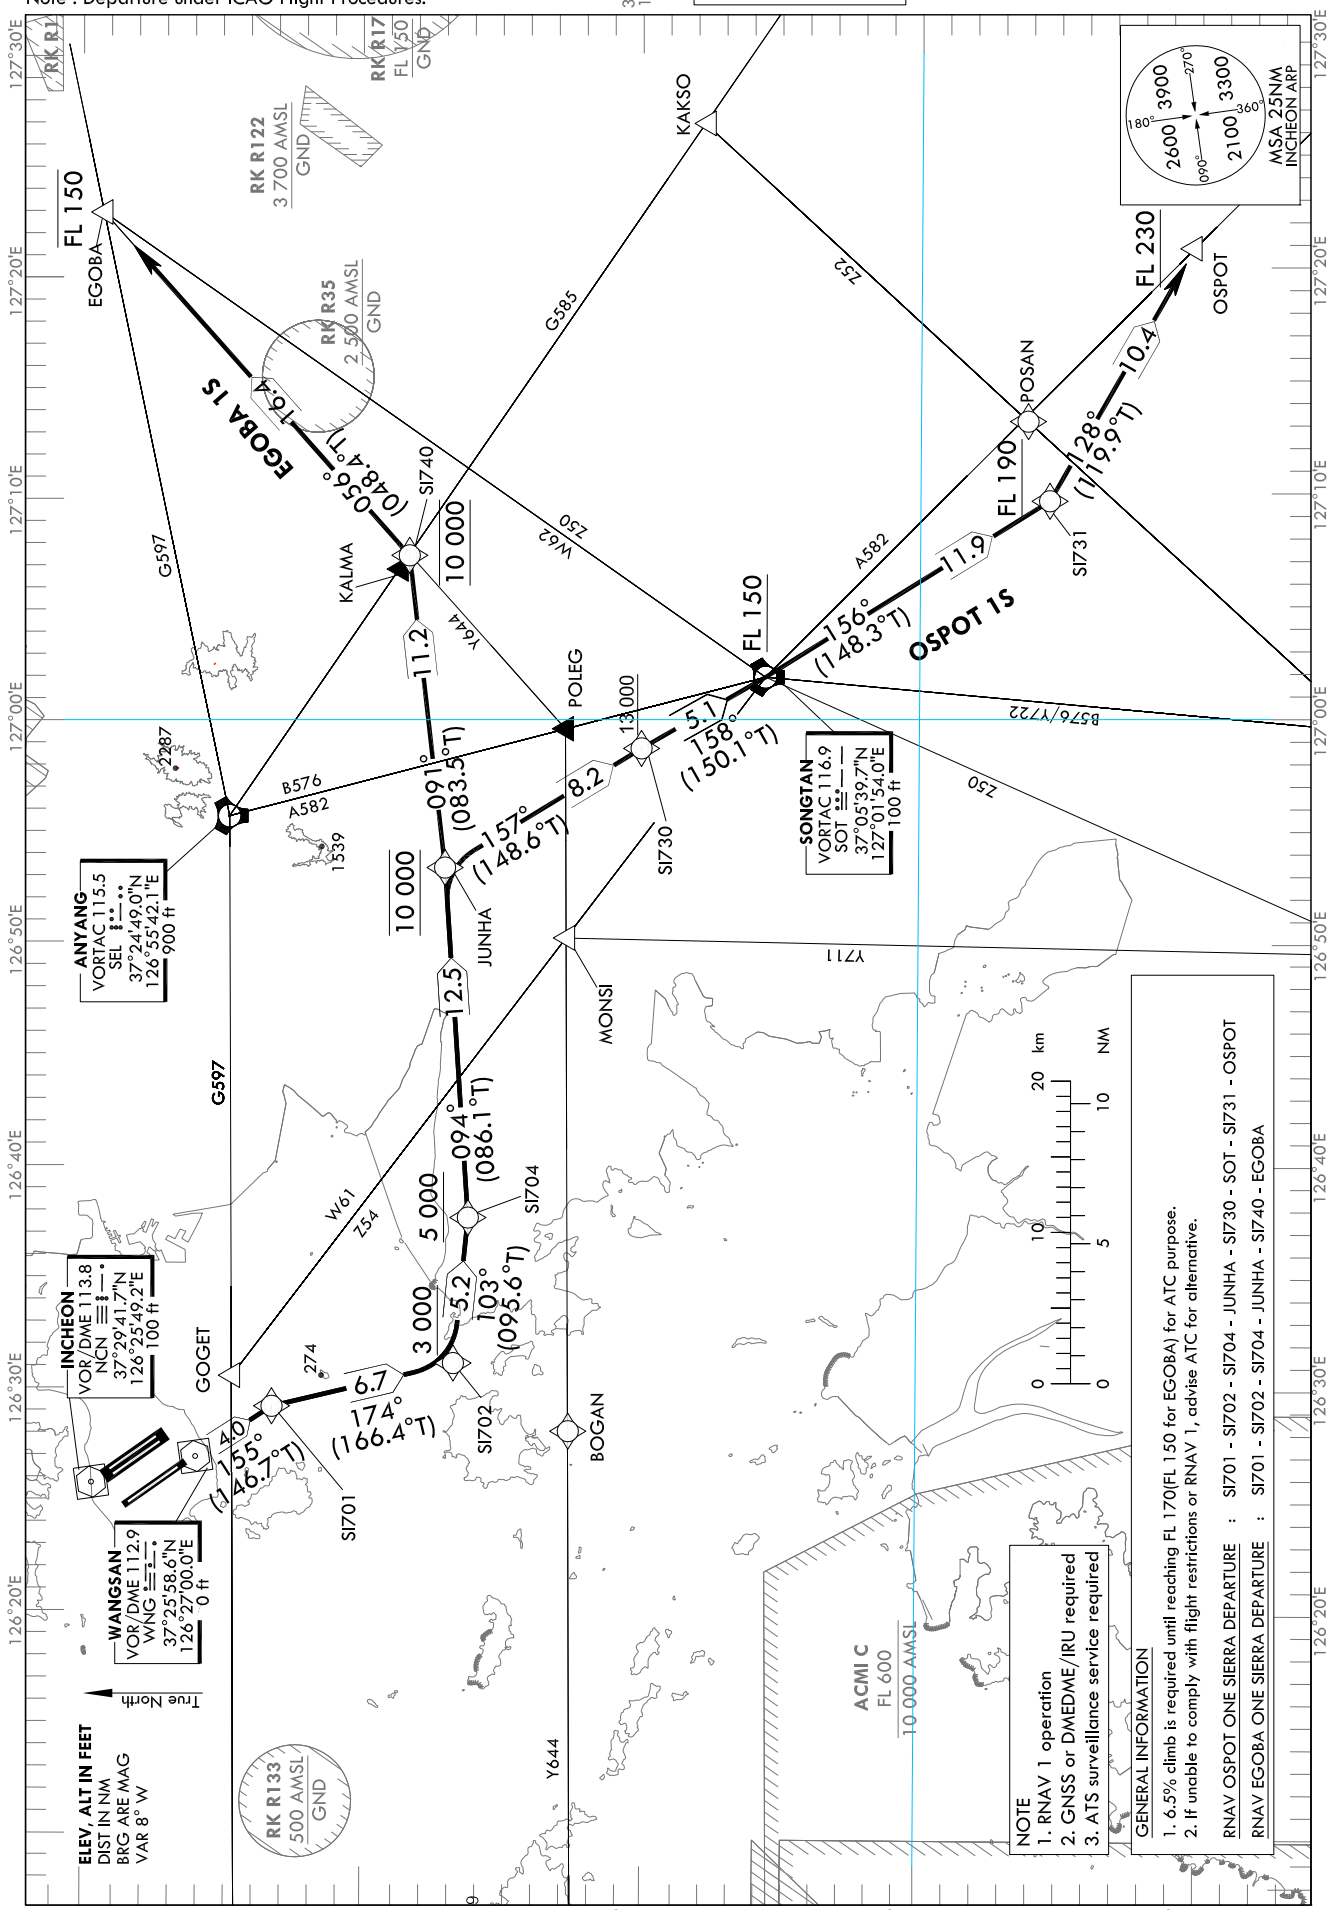 Note : Departure under ICAO Flight Procedures.
127°30'E
127°20'E
127°10'E
127°00'E
126°50'E
126°40'E
126°30'E
126°20'E
RK R1
RK R17
FL 150
GND
RK R122
3 700 AMSL
GND
RK R35
2 500 AMSL
GND
FL 150
EGOBA
KAKSO
180°
270°
360°
090°
2600
3900
2100
3300
MSA 25NM
INCHEON ARP
EGOBA 1S
16.4
056°
(048.4°T)
G597
G585
Z52
FL 230
OSPOT
10.4
128°
(119.9°T)
POSAN
FL 190
SI731
11.9
A582
156°
(148.3°T)
OSPOT 1S
KALMA
SI740
10 000
Z50
W62
Y644
11.2
091°
(083.5°T)
POLEG
FL 150
13 000
5.1
158°
(150.1°T)
8.2
157°
(148.6°T)
SI730
B576/Y722
Z50
SONGTAN
VORTAC 116.9
SOT
37°05'39.7"N
127°01'54.0"E
100 ft
2287
1539
B576
A582
ANYANG
VORTAC 115.5
SEL
37°24'49.0"N
126°55'42.1"E
900 ft
10 000
JUNHA
12.5
094°
(086.1°T)
MONSI
Y711
G597
W61
Z54
5 000
SI704
3 000
5.2
103°
(095.6°T)
SI702
INCHEON
VOR/DME 113.8
NCN
37°29'41.7"N
126°25'49.2"E
100 ft
GOGET
274
6.7
174°
(166.4°T)
4.0
155°
(146.7°T)
SI701
BOGAN
Y644
WANGSAN
VOR/DME 112.9
WNG
37°25'58.6"N
126°27'00.0"E
0 ft
True North
ELEV, ALT IN FEET
DIST IN NM
BRG ARE MAG
VAR 8° W
RK R133
500 AMSL
GND
ACMI C
FL 600
10 000 AMSL
0 10 20 km
0 5 10 NM
NOTE
1. RNAV 1 operation
2. GNSS or DMEDME/IRU required
3. ATS surveillance service required
GENERAL INFORMATION
1. 6.5% climb is required until reaching FL 170(FL 150 for EGOBA) for ATC purpose.
2. If unable to comply with flight restrictions or RNAV 1, advise ATC for alternative.
RNAV OSPOT ONE SIERRA DEPARTURE : SI701 - SI702 - SI704 - JUNHA - SI730 - SOT - SI731 - OSPOT
RNAV EGOBA ONE SIERRA DEPARTURE : SI701 - SI702 - SI704 - JUNHA - SI740 - EGOBA
127°30'E
127°20'E
127°10'E
127°00'E
126°50'E
126°40'E
126°30'E
126°20'E